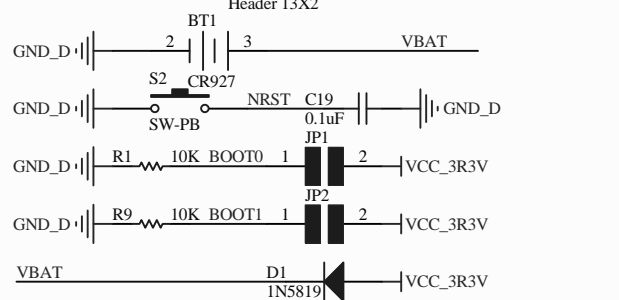 Header 13X2
BT1
GND_D 2 3 VBAT
S2 CR927
GND_D NRST C19 GND_D
SW-PB 0.1uF
JP1
GND_D R1 10K BOOT0 1 2 VCC_3R3V
JP2
GND_D R9 10K BOOT1 1 2 VCC_3R3V
VBAT D1 VCC_3R3V
1N5819